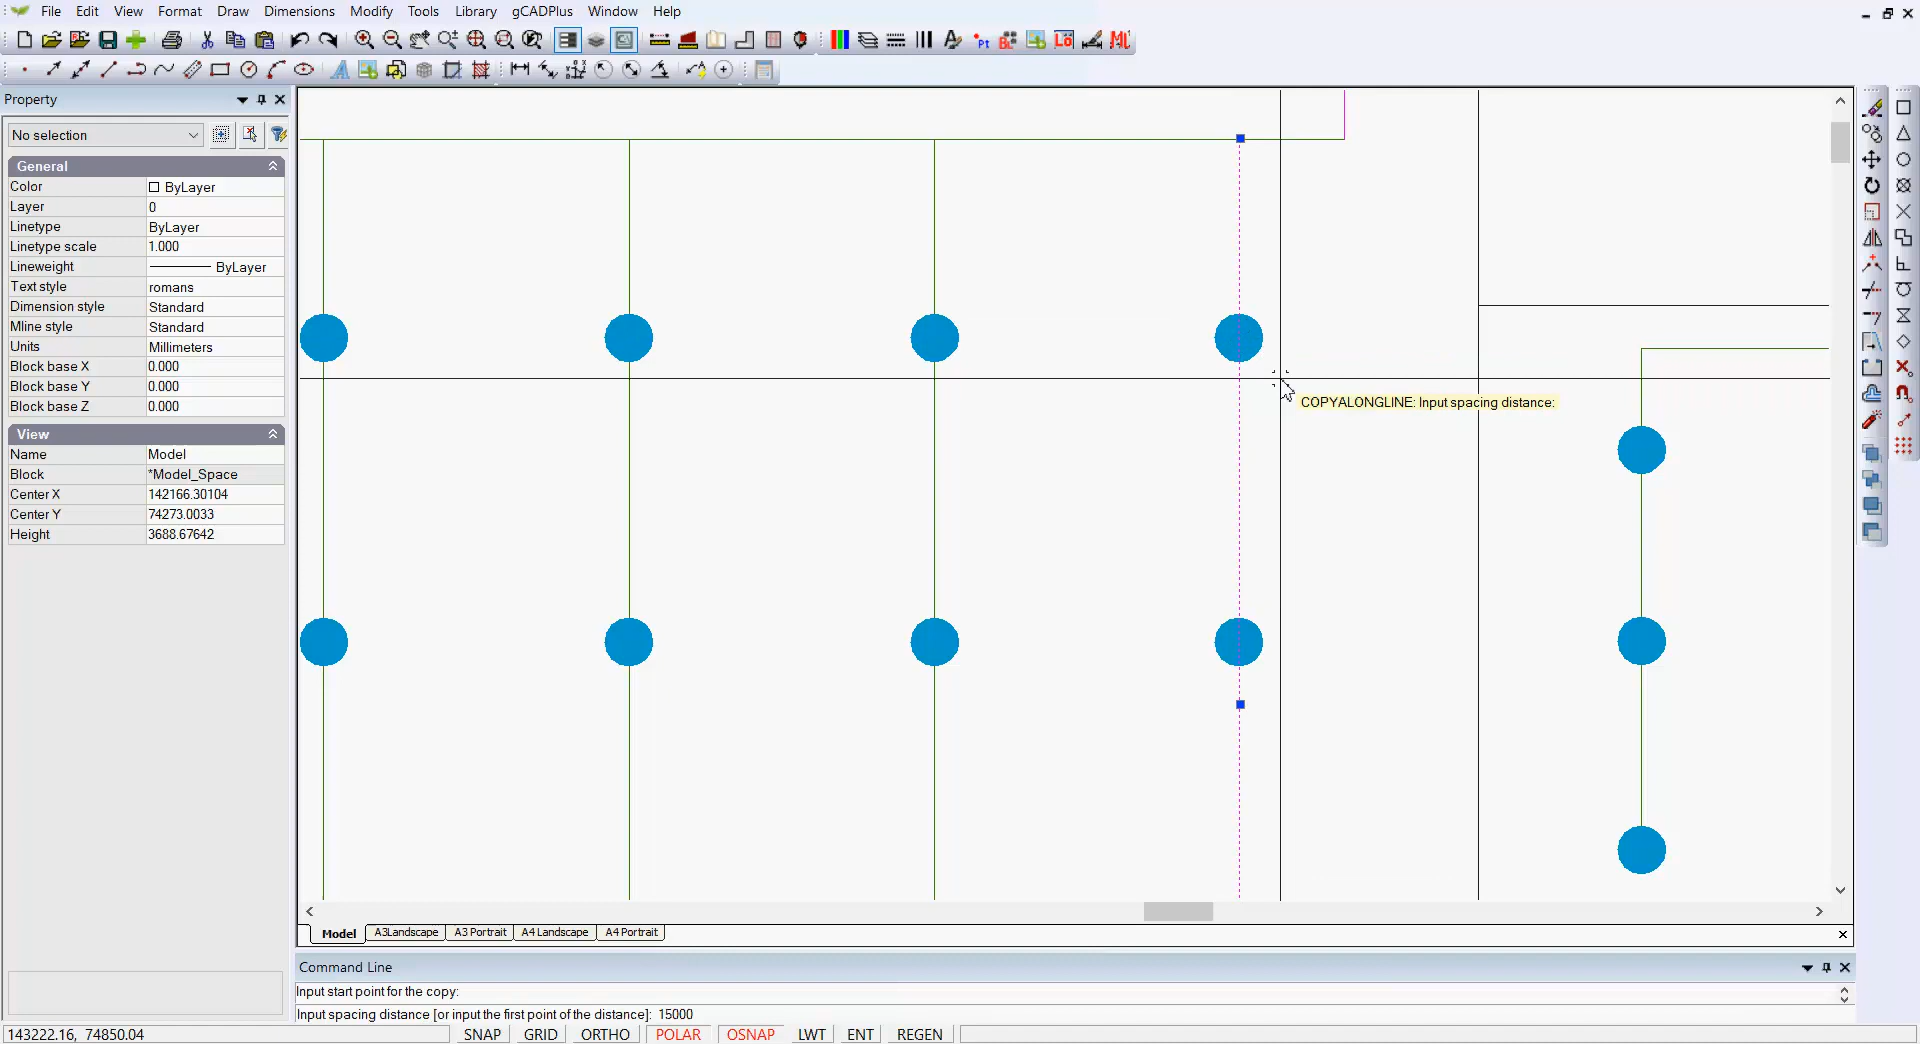 File Edit View Format Draw Dimensions Modify Tools Library gCADPlus Window Help
Pt LO ML
Property
No selection
General
Color ByLayer
Layer 0
Linetype ByLayer
Linetype scale 1.000
Lineweight ByLayer
Text style romans
Dimension style Standard
Mline style Standard
Units Millimeters
Block base X 0.000
Block base Y 0.000
Block base Z 0.000
View
Name Model
Block *Model_Space
Center X 142166.30104
Center Y 74273.0033
Height 3688.67642
COPYALONGLINE: Input spacing distance:
Model A3Landscape A3 Portrait A4 Landscape A4 Portrait
Command Line
Input start point for the copy:
Input spacing distance [or input the first point of the distance]: 15000
143222.16, 74850.04 SNAP GRID ORTHO POLAR OSNAP LWT ENT REGEN